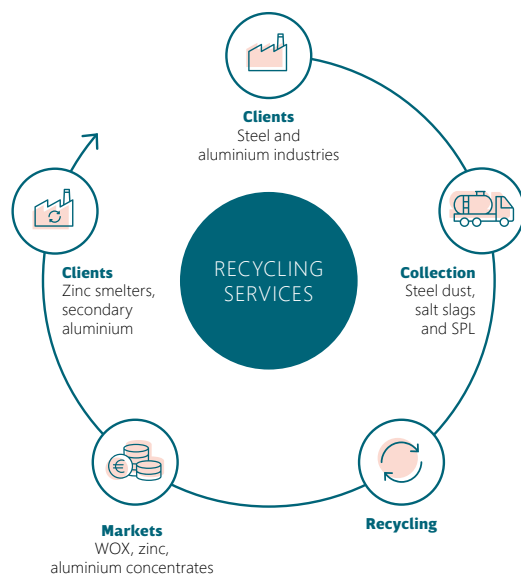 Clients
Steel and
aluminium industries
RECYCLING
SERVICES
Collection
Steel dust,
salt slags
and SPL
Recycling
Markets
WOX, zinc,
aluminium concentrates
Clients
Zinc smelters,
secondary
aluminium
€